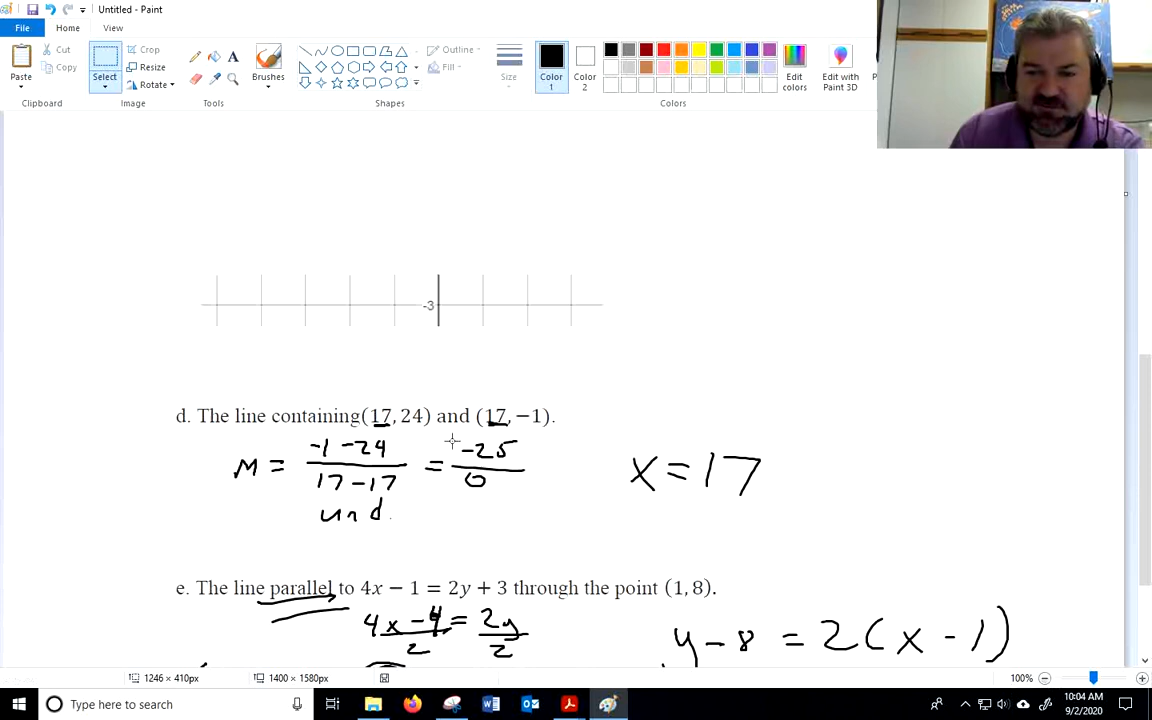 Untitled - Paint
File Home View
Paste Cut Copy Select Crop Resize Rotate Brushes Outline Fill Size Color 1 Color 2 Edit colors Edit with Paint 3D
Clipboard Image Tools Shapes Colors
-3
d. The line containing(17, 24) and (17, −1).
M = -1 -24 / 17 - 17 = -25 / 0 x = 17
und.
e. The line parallel to 4x − 1 = 2y + 3 through the point (1, 8).
4x - 4 / 2 = 2y / 2 y - 8 = 2(x - 1)
1246 × 410px 1400 × 1580px 100%
Type here to search 10:04 AM
9/2/2020